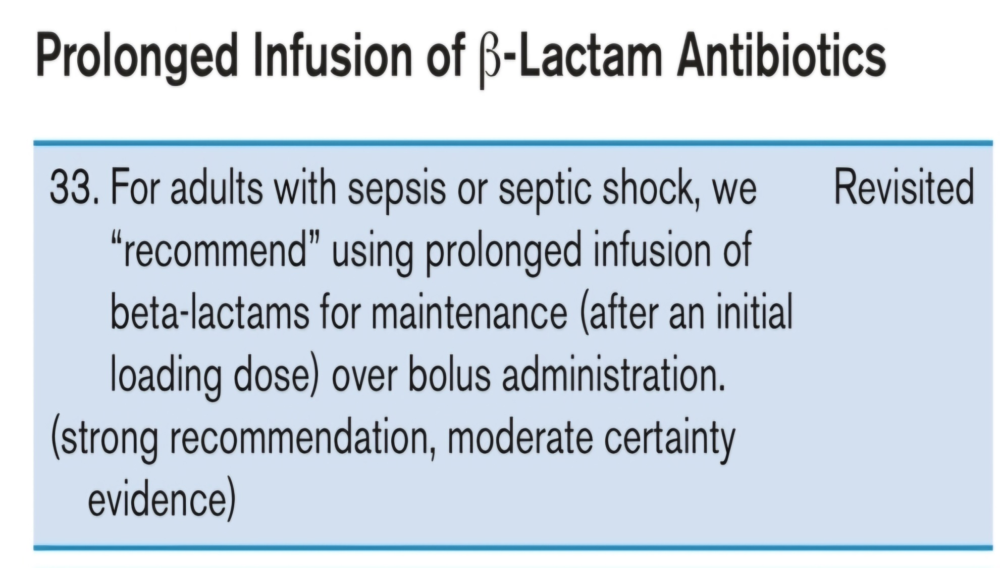 Prolonged Infusion of β-Lactam Antibiotics
33. For adults with sepsis or septic shock, we Revisited
“recommend” using prolonged infusion of
beta-lactams for maintenance (after an initial
loading dose) over bolus administration.
(strong recommendation, moderate certainty
evidence)